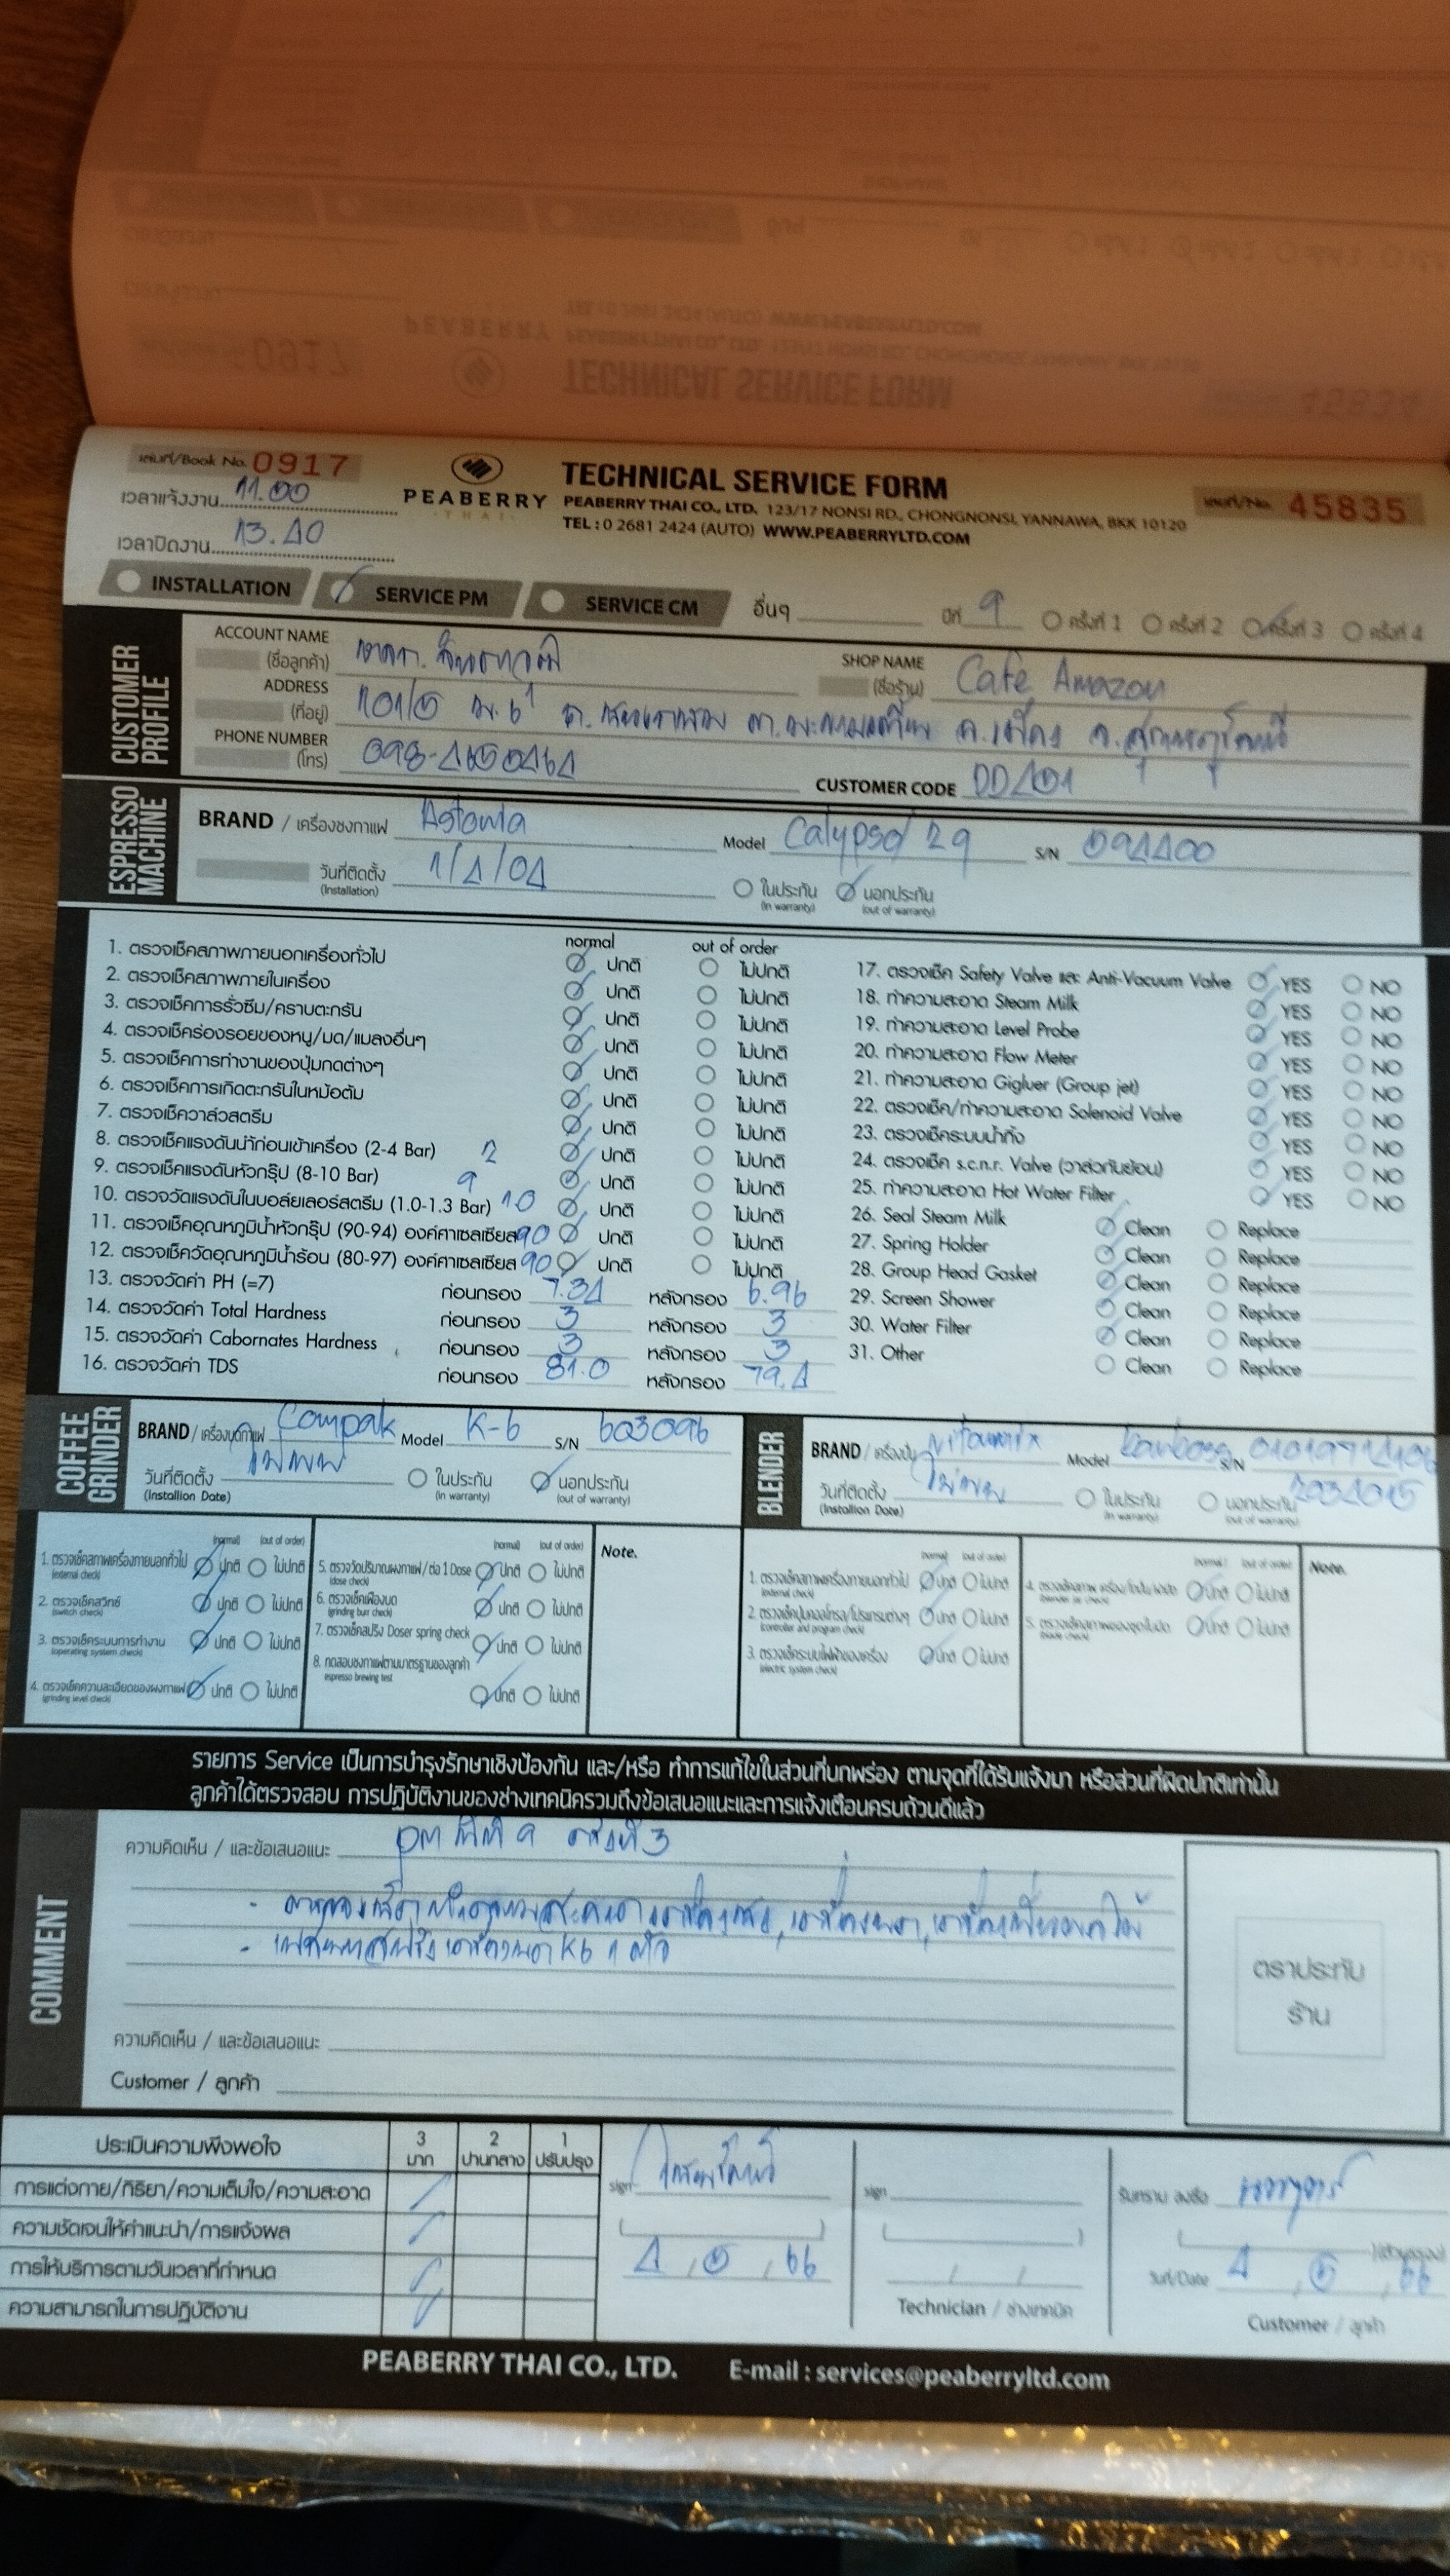 เล่มที่/Book No. 0917
เวลาแจ้งงาน 11.00
เวลาปิดงาน 13.40
PEABERRY
THAI
TECHNICAL SERVICE FORM
PEABERRY THAI CO., LTD. 123/17 NONSI RD., CHONGNONSI, YANNAWA, BKK 10120
TEL : 0 2681 2424 (AUTO) WWW.PEABERRYLTD.COM
เลขที่/No. 45835
INSTALLATION SERVICE PM SERVICE CM อื่นๆ ปีที่ 9 ครั้งที่ 1 ครั้งที่ 2 ครั้งที่ 3 ครั้งที่ 4
CUSTOMER PROFILE
ACCOUNT NAME (ชื่อลูกค้า)
SHOP NAME (ชื่อร้าน) Cafe Amazon
ADDRESS (ที่อยู่)
PHONE NUMBER (โทร)
CUSTOMER CODE
ESPRESSO MACHINE
BRAND / เครื่องชงกาแฟ Astoria Model Calypso 2g S/N
วันที่ติดตั้ง (Installation) 1/4/04 ในประกัน (in warranty) นอกประกัน (out of warranty)
normal out of order
1. ตรวจเช็คสภาพภายนอกเครื่องทั่วไป ปกติ ไม่ปกติ
2. ตรวจเช็คสภาพภายในเครื่อง ปกติ ไม่ปกติ
3. ตรวจเช็คการรั่วซึม/คราบตะกรัน ปกติ ไม่ปกติ
4. ตรวจเช็คร่องรอยของหนู/มด/แมลงอื่นๆ ปกติ ไม่ปกติ
5. ตรวจเช็คการทำงานของปุ่มกดต่างๆ ปกติ ไม่ปกติ
6. ตรวจเช็คการเกิดตะกรันในหม้อต้ม ปกติ ไม่ปกติ
7. ตรวจเช็ควาล์วสตรีม ปกติ ไม่ปกติ
8. ตรวจเช็คแรงดันน้ำก่อนเข้าเครื่อง (2-4 Bar) 2 ปกติ ไม่ปกติ
9. ตรวจเช็คแรงดันหัวกรุ๊ป (8-10 Bar) 9 ปกติ ไม่ปกติ
10. ตรวจวัดแรงดันในบอล์ยเลอร์สตรีม (1.0-1.3 Bar) 1.0 ปกติ ไม่ปกติ
11. ตรวจเช็คอุณหภูมิน้ำหัวกรุ๊ป (90-94) องศ์ศาเซลเซียส 90 ปกติ ไม่ปกติ
12. ตรวจเช็ควัดอุณหภูมิน้ำร้อน (80-97) องศ์ศาเซลเซียส 90 ปกติ ไม่ปกติ
13. ตรวจวัดค่า PH (=7) ก่อนกรอง 7.34 หลังกรอง 6.96
14. ตรวจวัดค่า Total Hardness ก่อนกรอง 3 หลังกรอง 3
15. ตรวจวัดค่า Cabornates Hardness ก่อนกรอง 3 หลังกรอง 3
16. ตรวจวัดค่า TDS ก่อนกรอง 81.0 หลังกรอง 79.4
17. ตรวจเช็ค Safety Valve และ Anti-Vacuum Valve YES NO
18. ทำความสะอาด Steam Milk YES NO
19. ทำความสะอาด Level Probe YES NO
20. ทำความสะอาด Flow Meter YES NO
21. ทำความสะอาด Gigluer (Group jet) YES NO
22. ตรวจเช็ค/ทำความสะอาด Solenoid Valve YES NO
23. ตรวจเช็คระบบน้ำทิ้ง YES NO
24. ตรวจเช็ค s.c.n.r. Valve (วาล์วกันย้อน) YES NO
25. ทำความสะอาด Hot Water Filter YES NO
26. Seal Steam Milk Clean Replace
27. Spring Holder Clean Replace
28. Group Head Gasket Clean Replace
29. Screen Shower Clean Replace
30. Water Filter Clean Replace
31. Other Clean Replace
COFFEE GRINDER
BRAND / เครื่องบดกาแฟ Compak Model K-6 S/N 603096
วันที่ติดตั้ง (Installion Date) ไม่พบ ในประกัน (in warranty) นอกประกัน (out of warranty)
BLENDER
BRAND / เครื่องปั่น Vitamix Model S/N
วันที่ติดตั้ง (Installion Date) ไม่พบ ในประกัน (in warranty) นอกประกัน (out of warranty)
(normal) (out of order)
1. ตรวจเช็คสภาพเครื่องภายนอกทั่วไป (external check) ปกติ ไม่ปกติ
2. ตรวจเช็คสวิทซ์ (switch check) ปกติ ไม่ปกติ
3. ตรวจเช็คระบบการทำงาน (operating system check) ปกติ ไม่ปกติ
4. ตรวจเช็คความละเอียดของผงกาแฟ (grinding level check) ปกติ ไม่ปกติ
(normal) (out of order)
5. ตรวจวัดปริมาณผงกาแฟ/ต่อ 1 Dose (dose check) ปกติ ไม่ปกติ
6. ตรวจเช็คเฟืองบด (grinding burr check) ปกติ ไม่ปกติ
7. ตรวจเช็คสปริง Doser spring check ปกติ ไม่ปกติ
8. ทดสอบชงกาแฟตามมาตรฐานของลูกค้า espresso brewing test ปกติ ไม่ปกติ
Note.
(normal) (out of order)
1. ตรวจเช็คสภาพเครื่องภายนอกทั่วไป (external check) ปกติ ไม่ปกติ
2. ตรวจเช็คปุ่มคอลโทรล/โปรแกรมต่างๆ (controller and program check) ปกติ ไม่ปกติ
3. ตรวจเช็คระบบไฟฟ้าของเครื่อง (electric system check) ปกติ ไม่ปกติ
ปกติ ไม่ปกติ
ปกติ ไม่ปกติ
Note.
รายการ Service เป็นการบำรุงรักษาเชิงป้องกัน และ/หรือ ทำการแก้ไขในส่วนที่บกพร่อง ตามจุดที่ได้รับแจ้งมา หรือส่วนที่ผิดปกติเท่านั้น
ลูกค้าได้ตรวจสอบ การปฏิบัติงานของช่างเทคนิครวมถึงข้อเสนอแนะและการแจ้งเตือนครบถ้วนดีแล้ว
COMMENT
ความคิดเห็น / และข้อเสนอแนะ PM ปีที่ 9 ครั้งที่ 3
ตราประทับ
ร้าน
ความคิดเห็น / และข้อเสนอแนะ
Customer / ลูกค้า
ประเมินความพึงพอใจ 3 มาก 2 ปานกลาง 1 ปรับปรุง
การแต่งกาย/กิริยา/ความเต็มใจ/ความสะอาด
ความชัดเจนให้คำแนะนำ/การแจ้งผล
การให้บริการตามวันเวลาที่กำหนด
ความสามารถในการปฏิบัติงาน
sign
4 / 5 / 66
sign
Technician / ช่างเทคนิค
รับทราบ ลงชื่อ
(ตัวบรรจง)
วันที่/Date 4 / 5 / 66
Customer / ลูกค้า
PEABERRY THAI CO., LTD. E-mail : services@peaberryltd.com